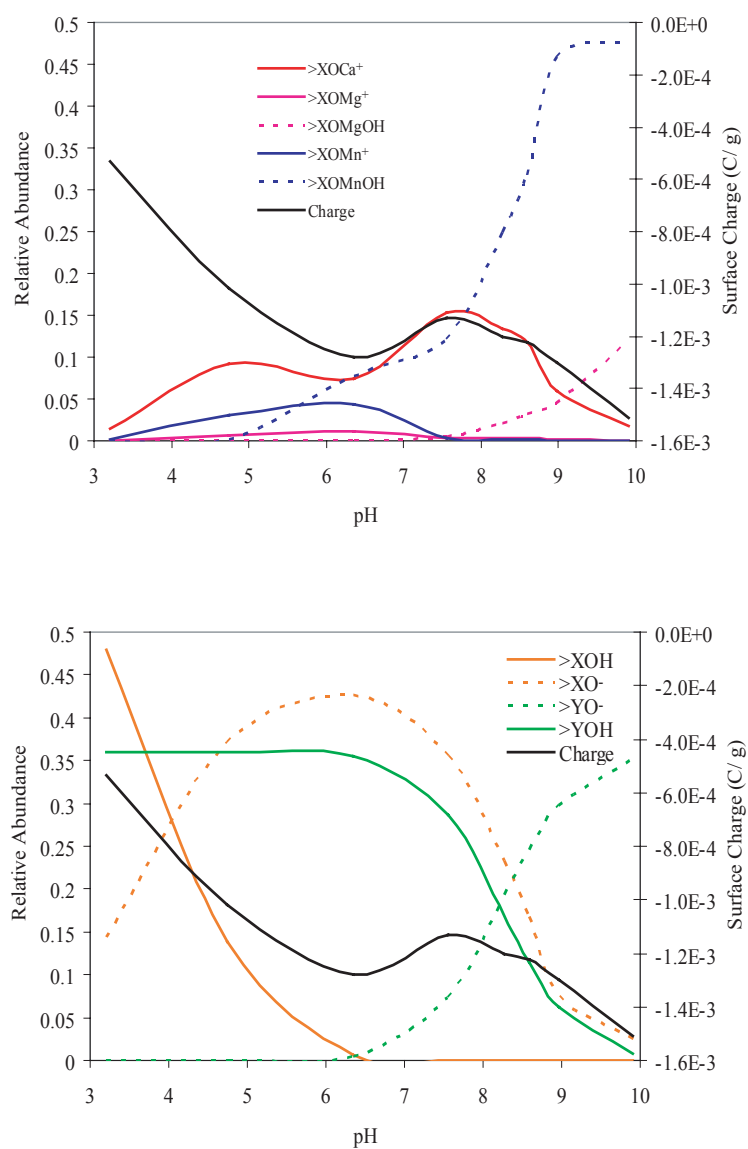 0.5
0.45
0.4
0.35
0.3
0.25
0.2
0.15
0.1
0.05
0
Relative Abundance
>XOCa⁺
>XOMg⁺
>XOMgOH
>XOMn⁺
>XOMnOH
Charge
0.0E+0
-2.0E-4
-4.0E-4
-6.0E-4
-8.0E-4
-1.0E-3
-1.2E-3
-1.4E-3
-1.6E-3
Surface Charge (C/ g)
3 4 5 6 7 8 9 10
pH
0.5
0.45
0.4
0.35
0.3
0.25
0.2
0.15
0.1
0.05
0
Relative Abundance
>XOH
>XO-
>YO-
>YOH
Charge
0.0E+0
-2.0E-4
-4.0E-4
-6.0E-4
-8.0E-4
-1.0E-3
-1.2E-3
-1.4E-3
-1.6E-3
Surface Charge (C/ g)
3 4 5 6 7 8 9 10
pH